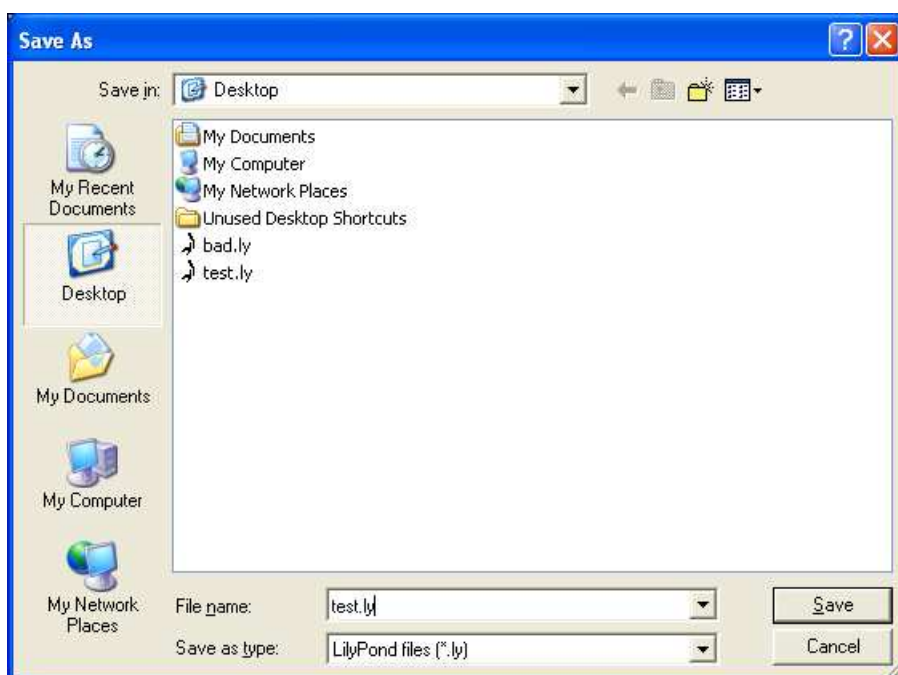 Save As
Save in: Desktop
My Recent
Documents
Desktop
My Documents
My Computer
My Network
Places
My Documents
My Computer
My Network Places
Unused Desktop Shortcuts
bad.ly
test.ly
File name: test.ly Save
Save as type: LilyPond files (*.ly) Cancel